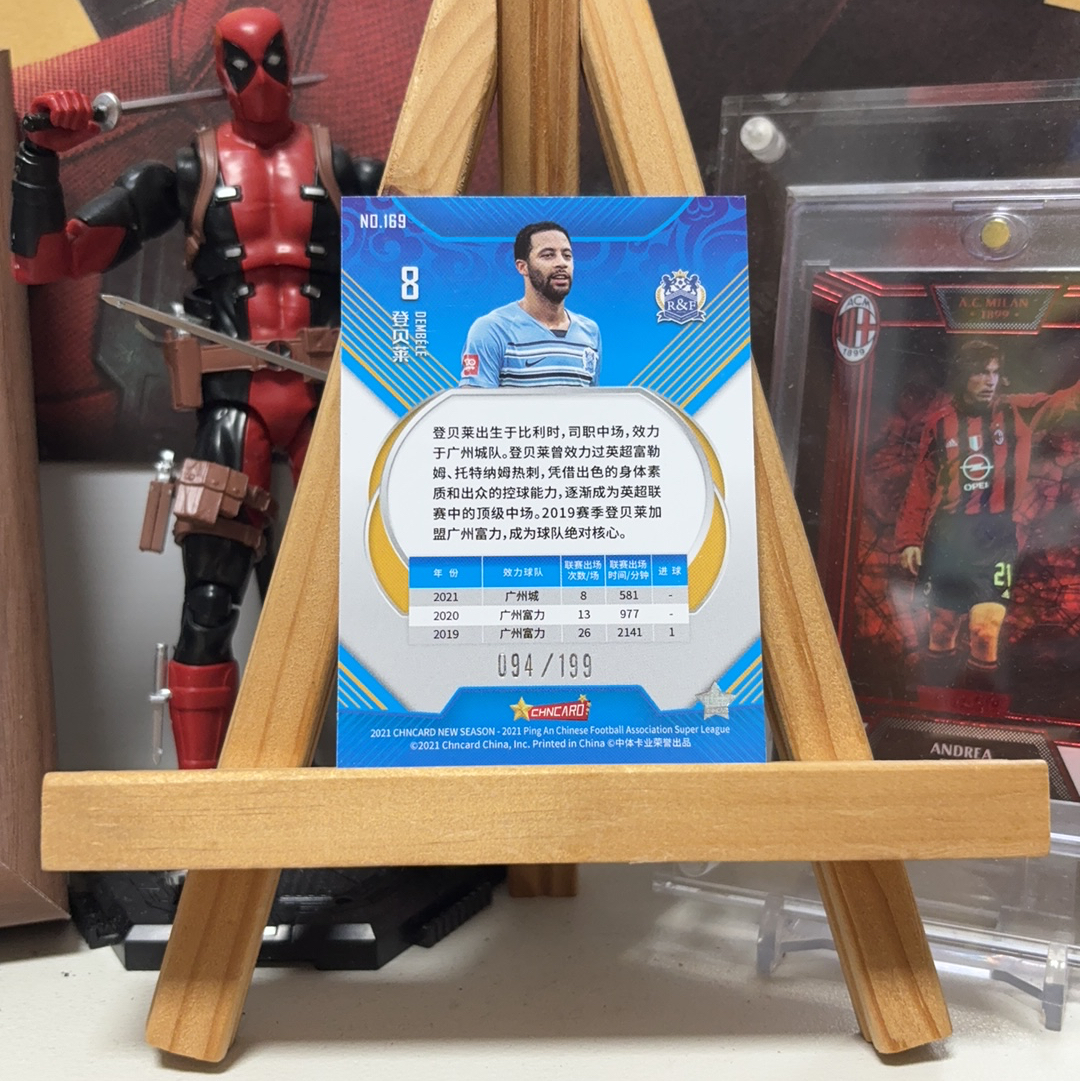 NO.169
8
登贝莱
DEMBELE
R&F
登贝莱出生于比利时，司职中场，效力
于广州城队。登贝莱曾效力过英超富勒
姆、托特纳姆热刺，凭借出色的身体素
质和出众的控球能力，逐渐成为英超联
赛中的顶级中场。2019赛季登贝莱加
盟广州富力，成为球队绝对核心。
年 份 效力球队 联赛出场次数/场 联赛出场时间/分钟 进 球
2021 广州城 8 581 -
2020 广州富力 13 977 -
2019 广州富力 26 2141 1
094/199
CHNCARD
2021 CHNCARD NEW SEASON - 2021 Ping An Chinese Football Association Super League
©2021 Chncard China, Inc. Printed in China ©中体卡业荣誉出品
ACM
1899
A.C. MILAN
1899
OPEL
21
ANDREA